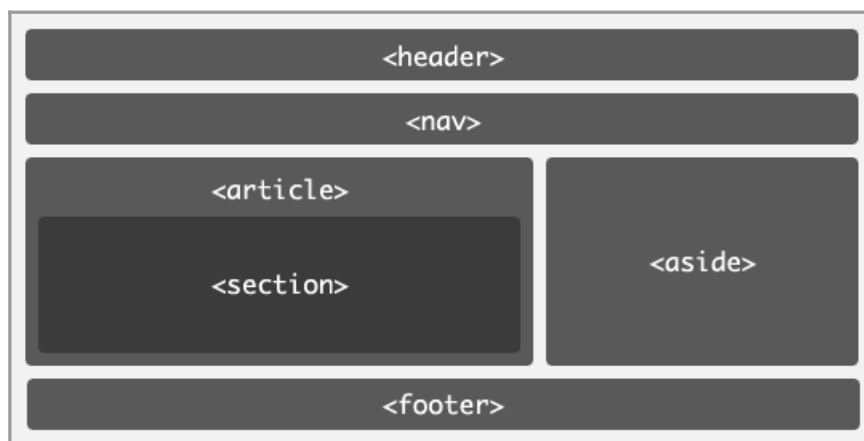 <header>
<nav>
<article>
<section>
<aside>
<footer>